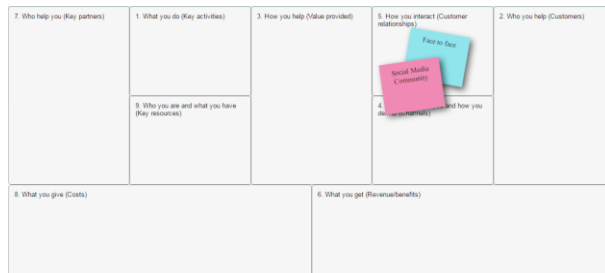 7. Who help you (Key partners)
1. What you do (Key activities)
3. How you help (Value provided)
5. How you interact (Customer
relationships)
2. Who you help (Customers)
Face to face
Social Media
Community
9. Who you are and what you have
(Key resources)
4.
and how you
8. What you give (Costs)
6. What you get (Revenue/benefits)